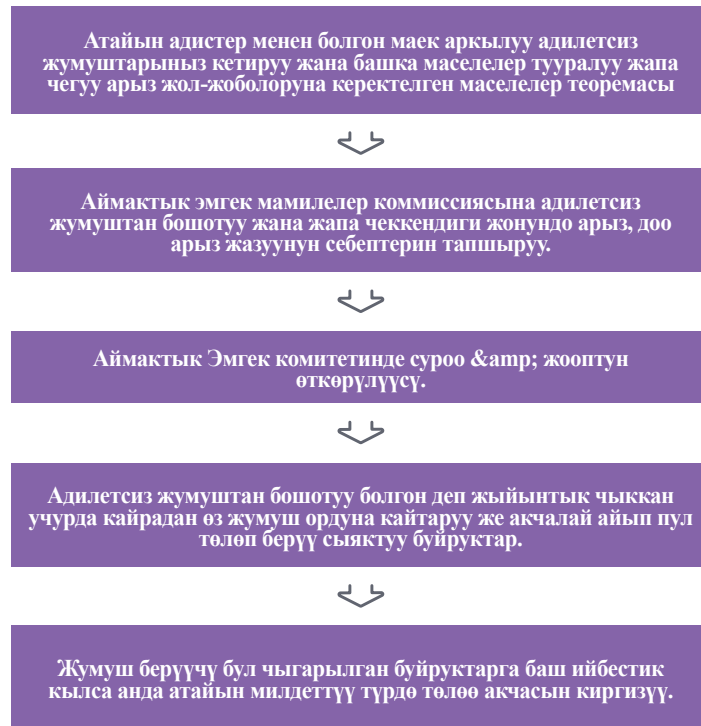 Атайын адистер менен болгон маек аркылуу адилетсиз
жумуштарыныз кетируу жана башка маселелер тууралуу жапа
чегуу арыз жол-жоболоруна керектелген маселелер теоремасы
Аймактык эмгек мамилелер коммиссиясына адилетсиз
жумуштан бошотуу жана жапа чеккендиги жонундо арыз, доо
арыз жазуунун себептерин тапшыруу.
Аймактык Эмгек комитетинде суроо &amp; жооптун
өткөрүлүүсү.
Адилетсиз жумуштан бошотуу болгон деп жыйынтык чыккан
учурда кайрадан өз жумуш ордуна кайтаруу же акчалай айып пул
төлөп берүү сыяктуу буйруктар.
Жумуш берүүчү бул чыгарылган буйруктарга баш ийбестик
кылса анда атайын милдеттүү түрдө төлөө акчасын киргизүү.